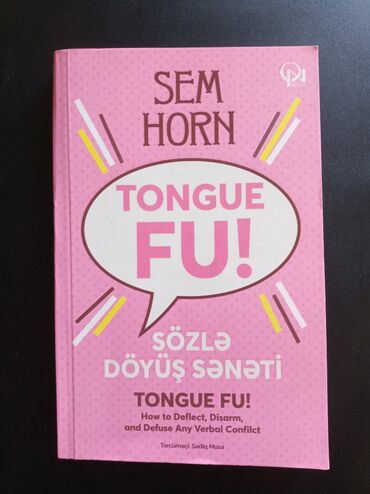 SEM
HORN
TONGUE
FU!
SÖZLƏ
DÖYÜŞ SƏNƏTİ
TONGUE FU!
How to Deflect, Disarm,
and Defuse Any Verbal Confilct
Tərcüməçi: Sadiq Musa